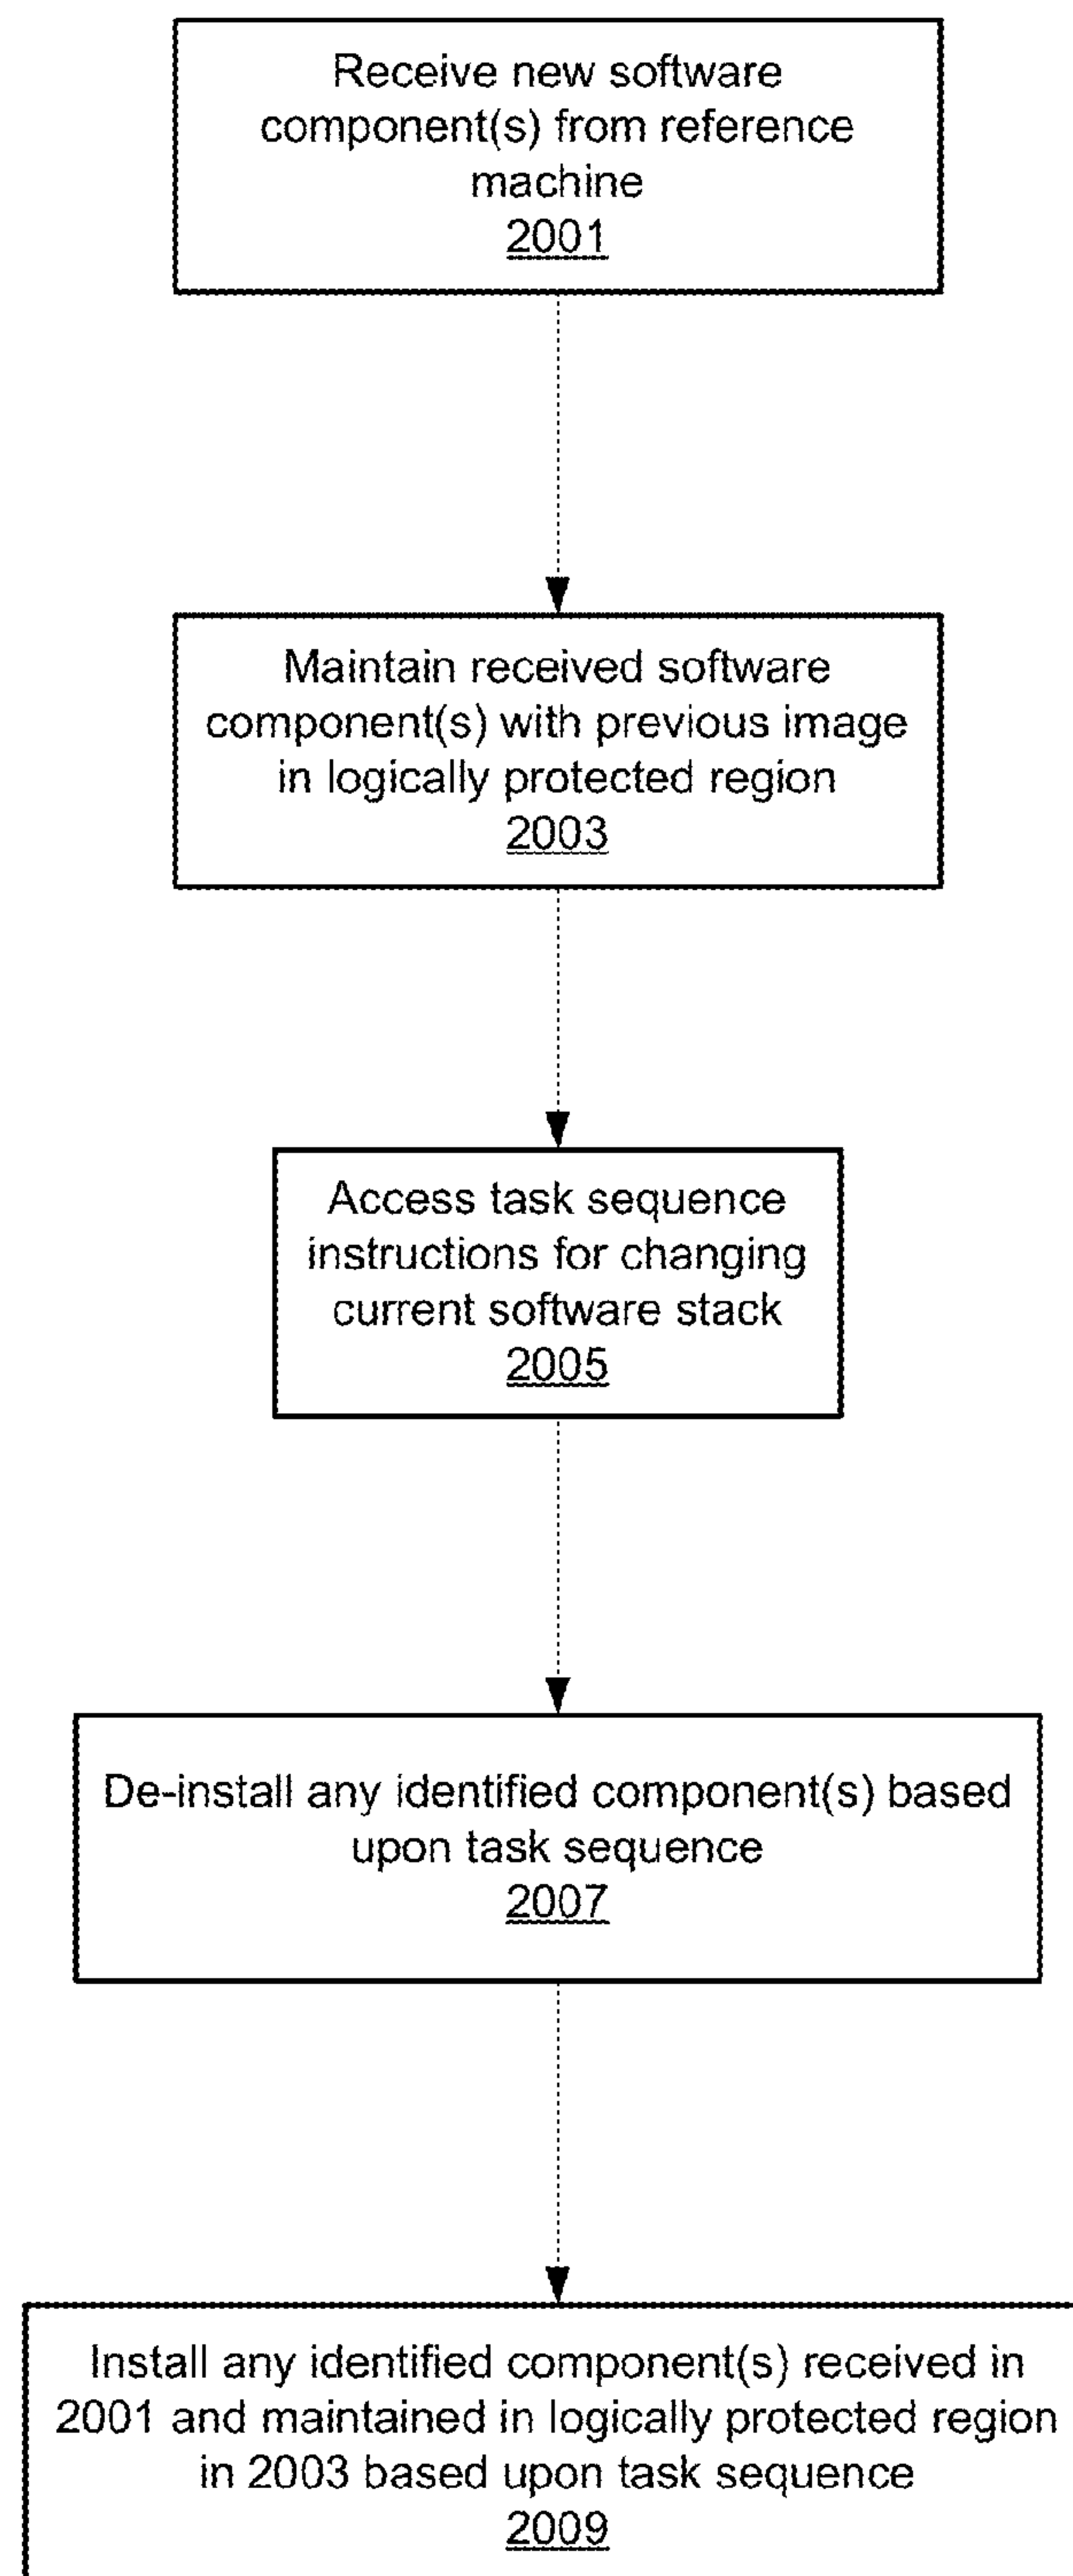 Receive new software
component(s) from reference
machine
2001
Maintain received software
component(s) with previous image
in logically protected region
2003
Access task sequence
instructions for changing
current software stack
2005
De-install any identified component(s) based
upon task sequence
2007
Install any identified component(s) received in
2001 and maintained in logically protected region
in 2003 based upon task sequence
2009